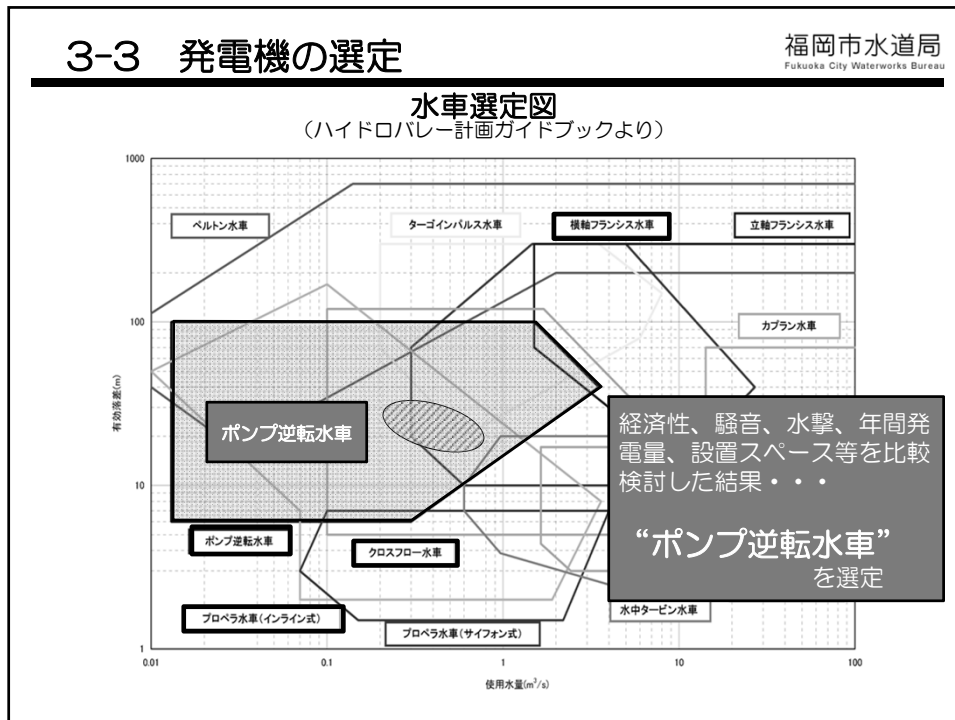 3-3 発電機の選定
福岡市水道局
Fukuoka City Waterworks Bureau
水車選定図
（ハイドロバレー計画ガイドブックより）
1000
ペルトン水車
ターゴインパルス水車
横軸フランシス水車
立軸フランシス水車
100
カプラン水車
有効落差(m)
ポンプ逆転水車
経済性、騒音、水撃、年間発
電量、設置スペース等を比較
検討した結果・・・
10
“ポンプ逆転水車”
を選定
ポンプ逆転水車
クロスフロー水車
プロペラ水車(インライン式)
プロペラ水車(サイフォン式)
水中タービン水車
1
0.01
0.1
1
10
100
使用水量(m³/s)